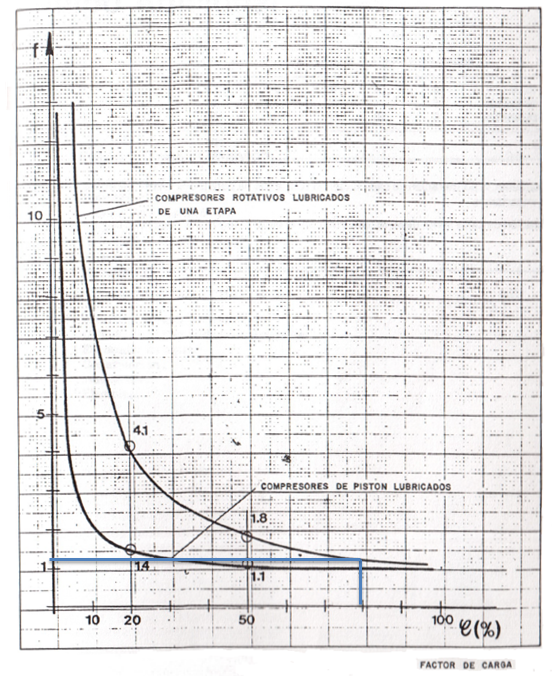 f
COMPRESORES ROTATIVOS LUBRICADOS
DE UNA ETAPA
10
5
4.1
COMPRESORES DE PISTON LUBRICADOS
1.8
1
1.4
1.1
10
20
50
100
φ(%)
FACTOR DE CARGA